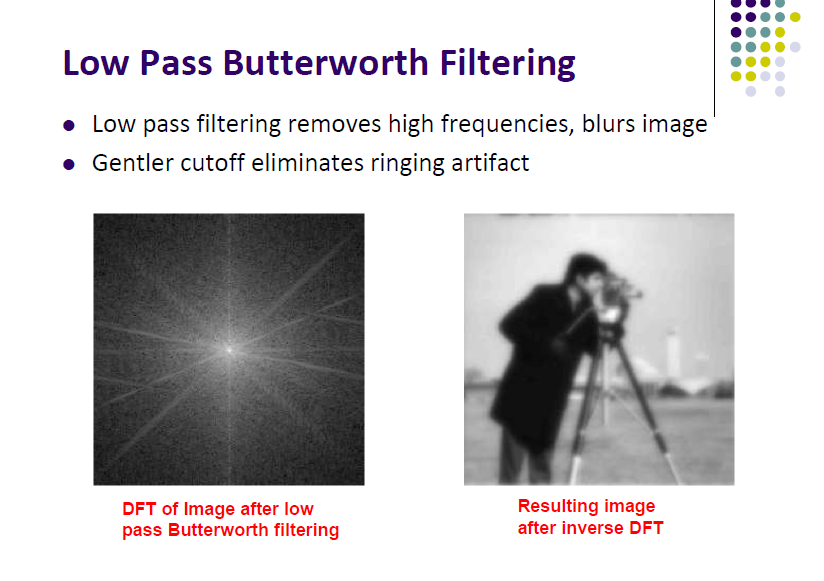 Low Pass Butterworth Filtering
Low pass filtering removes high frequencies, blurs image
Gentler cutoff eliminates ringing artifact
DFT of Image after low
pass Butterworth filtering
Resulting image
after inverse DFT